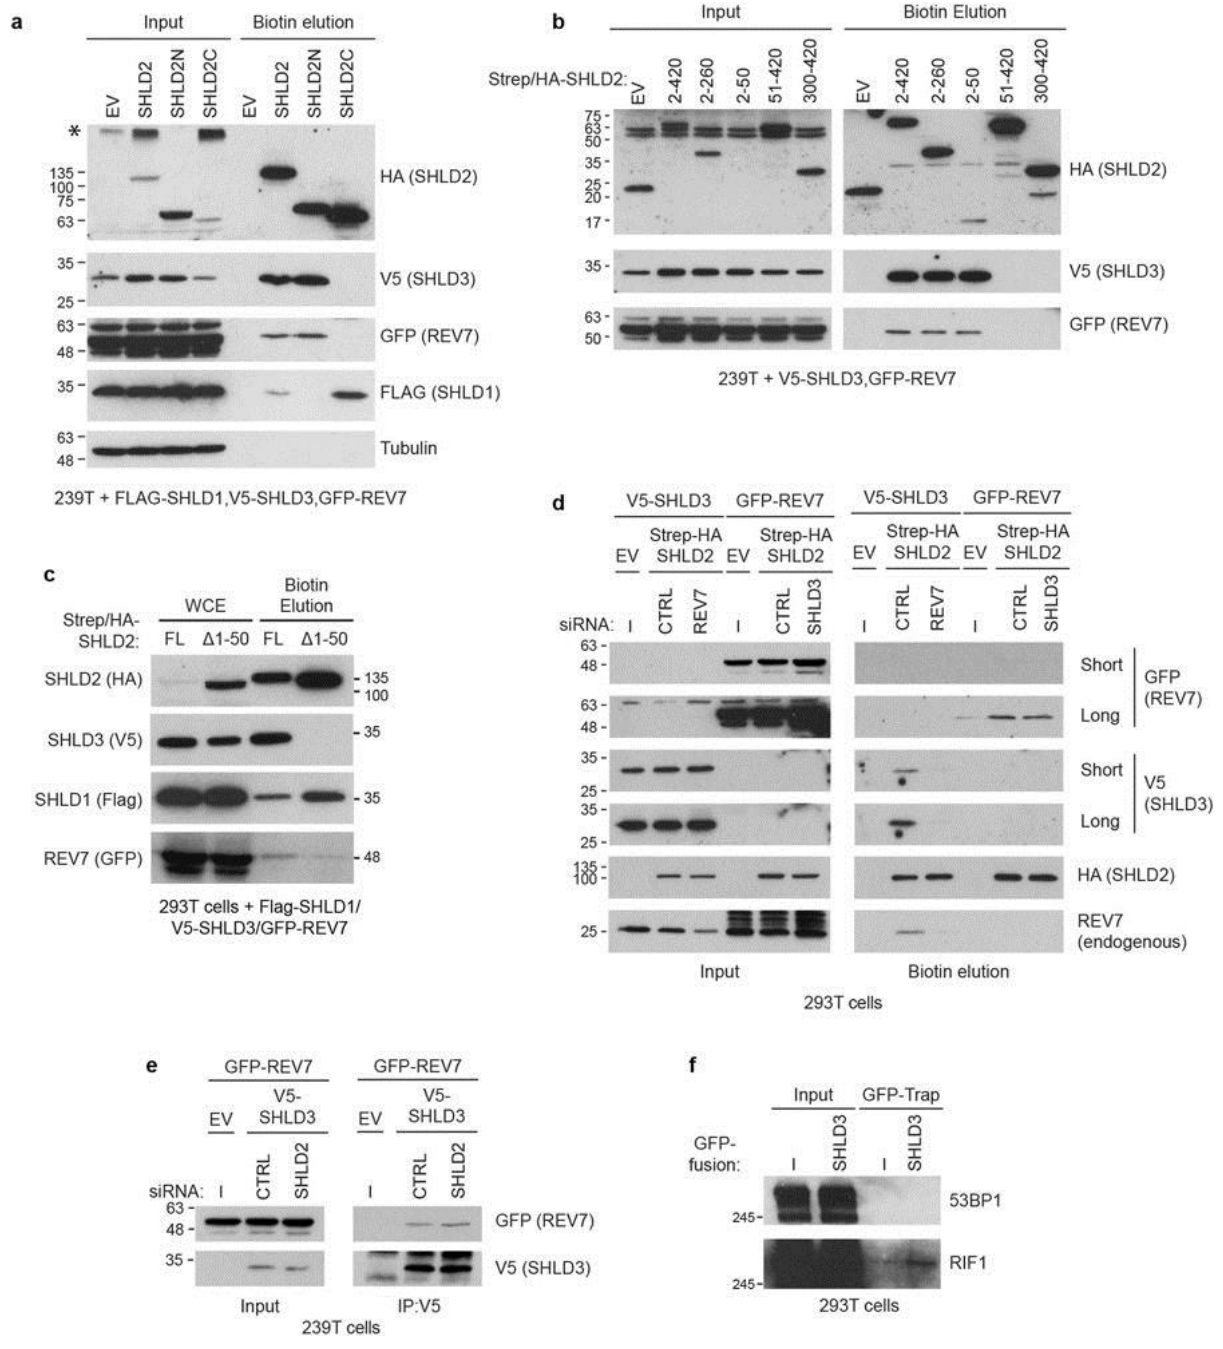 a
Input
Biotin elution
EV
SHLD2
SHLD2N
SHLD2C
EV
SHLD2
SHLD2N
SHLD2C
*
135
100
75
63
HA (SHLD2)
35
25
V5 (SHLD3)
63
48
GFP (REV7)
35
FLAG (SHLD1)
63
48
Tubulin
239T + FLAG-SHLD1,V5-SHLD3,GFP-REV7
b
Input
Biotin Elution
Strep/HA-SHLD2:
EV
2-420
2-260
2-50
51-420
300-420
EV
2-420
2-260
2-50
51-420
300-420
75
63
50
35
25
20
17
HA (SHLD2)
35
V5 (SHLD3)
63
50
GFP (REV7)
239T + V5-SHLD3,GFP-REV7
c
WCE
Biotin
Elution
Strep/HA-
SHLD2:
FL
Δ1-50
FL
Δ1-50
SHLD2 (HA)
135
100
SHLD3 (V5)
35
SHLD1 (Flag)
35
REV7 (GFP)
48
293T cells + Flag-SHLD1/
V5-SHLD3/GFP-REV7
d
V5-SHLD3
GFP-REV7
V5-SHLD3
GFP-REV7
EV
Strep-HA
SHLD2
EV
Strep-HA
SHLD2
EV
Strep-HA
SHLD2
EV
Strep-HA
SHLD2
siRNA:
–
CTRL
REV7
–
CTRL
SHLD3
–
CTRL
REV7
–
CTRL
SHLD3
63
48
Short
63
48
Long
GFP
(REV7)
35
25
Short
35
25
Long
V5
(SHLD3)
135
100
HA (SHLD2)
25
REV7
(endogenous)
Input
Biotin elution
293T cells
e
GFP-REV7
GFP-REV7
EV
V5-
SHLD3
EV
V5-
SHLD3
siRNA:
–
CTRL
SHLD2
–
CTRL
SHLD2
63
48
GFP (REV7)
35
V5 (SHLD3)
Input
IP:V5
239T cells
f
Input
GFP-Trap
GFP-
fusion:
–
SHLD3
–
SHLD3
245
53BP1
245
RIF1
293T cells